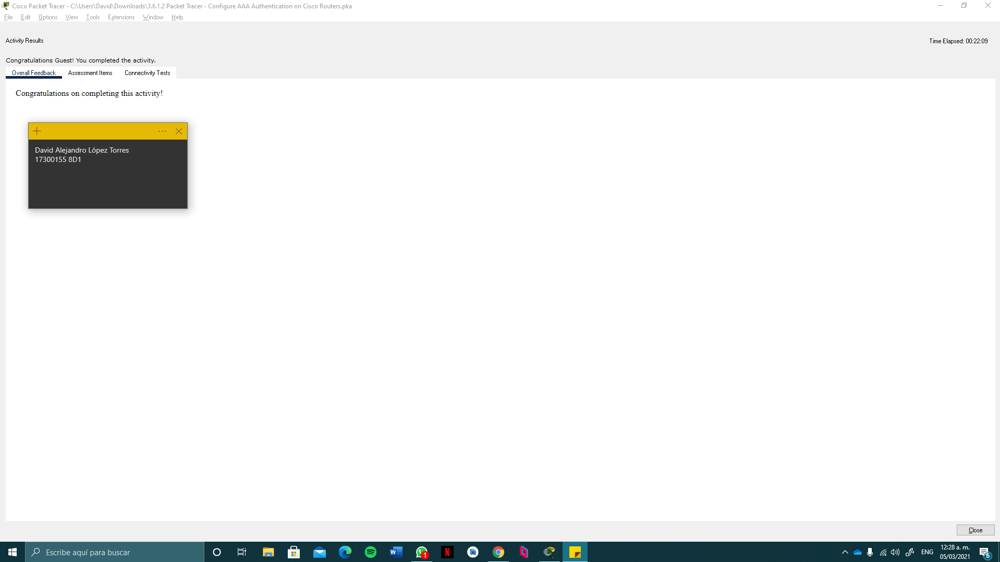 Cisco Packet Tracer - C:\Users\David\Downloads\3.6.1.2 Packet Tracer - Configure AAA Authentication on Cisco Routers.pka
File Edit Options View Tools Extensions Window Help
Activity Results
Time Elapsed: 00:22:09
Congratulations Guest! You completed the activity.
Overall Feedback Assessment Items Connectivity Tests
Congratulations on completing this activity!
David Alejandro López Torres
17300155 8D1
Close
Escribe aquí para buscar
W
1
N
ENG
12:28 a. m.
05/03/2021
6